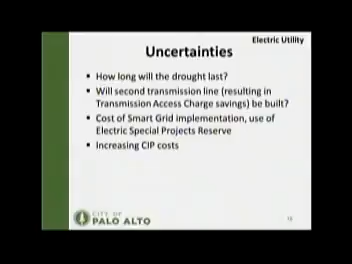 Electric Utility
Uncertainties
▪ How long will the drought last?
▪ Will second transmission line (resulting in
Transmission Access Charge savings) be built?
▪ Cost of Smart Grid implementation, use of
Electric Special Projects Reserve
▪ Increasing CIP costs
CITY OF
PALO ALTO